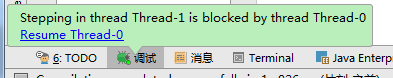 Stepping in thread Thread-1 is blocked by thread Thread-0
Resume Thread-0
6: TODO 调试 消息 Terminal Java Enterpr